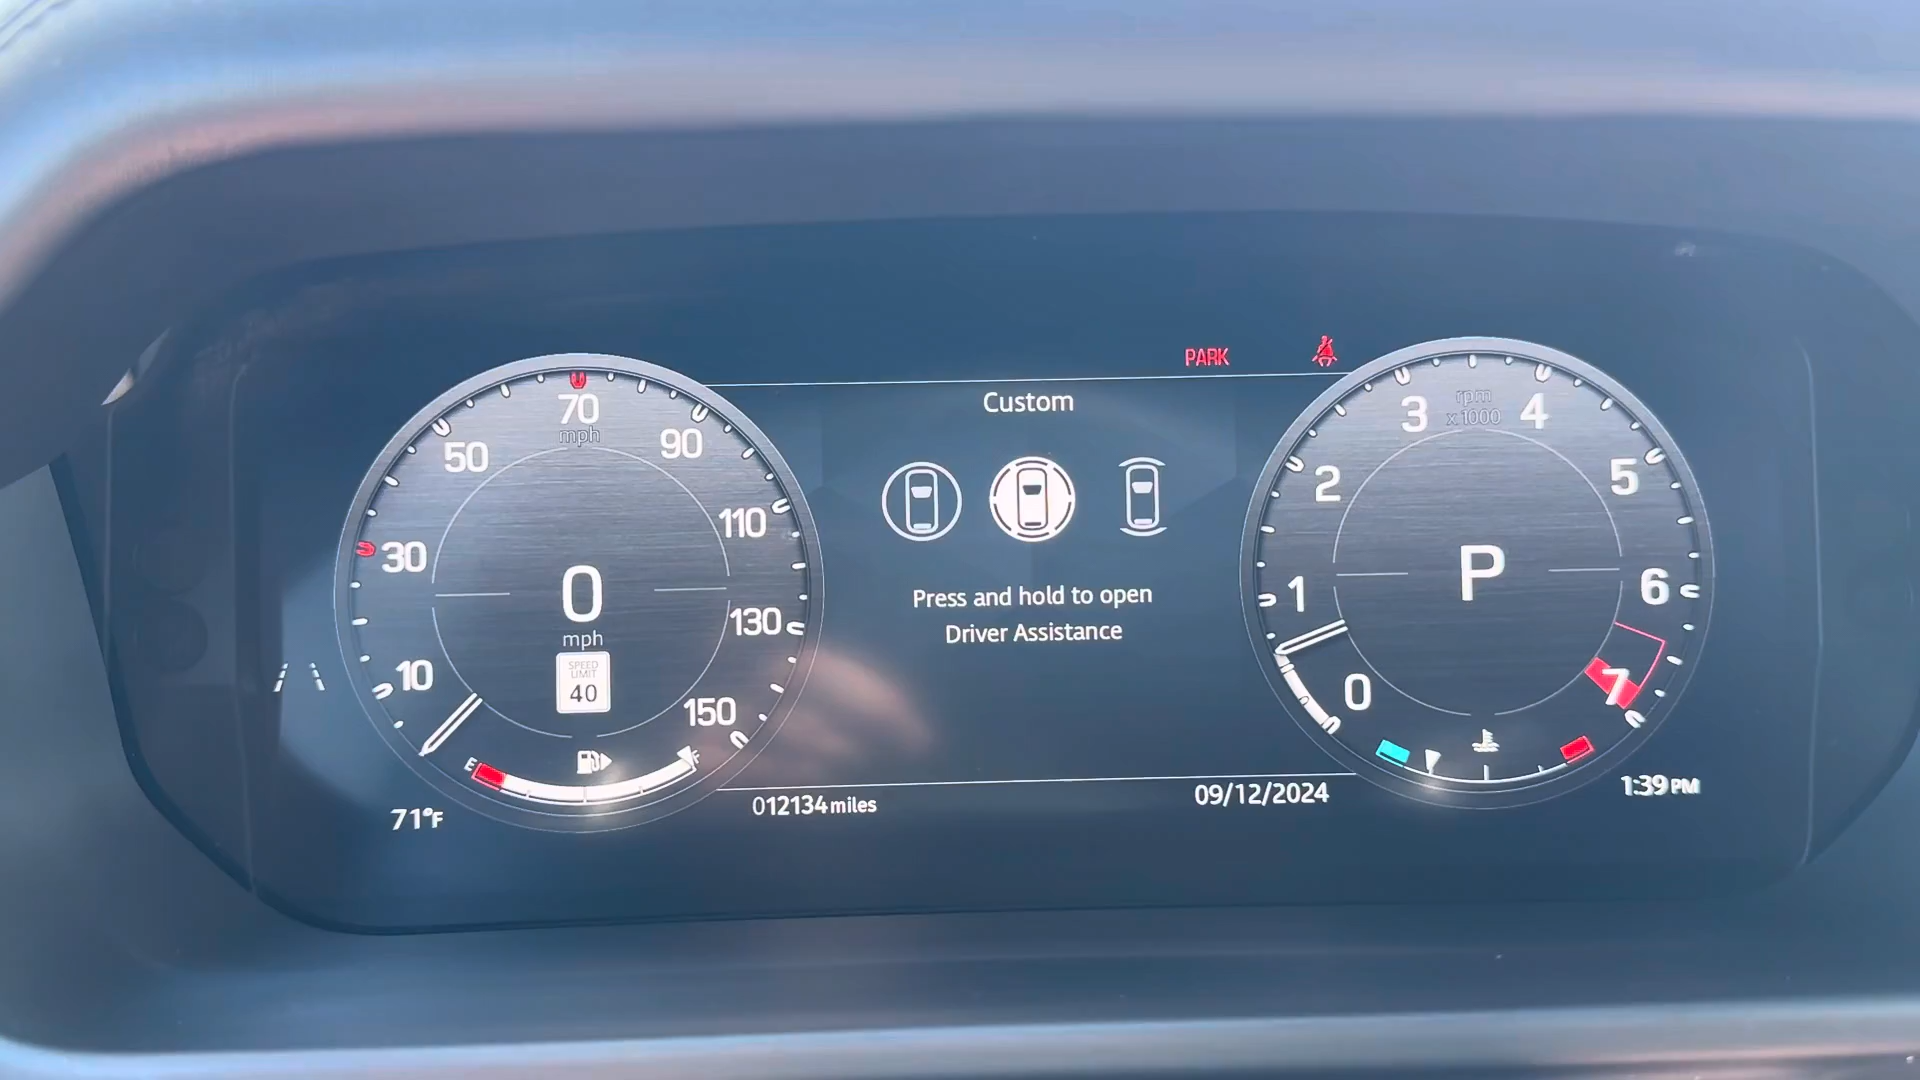 PARK
Custom
Press and hold to open
Driver Assistance
10
30
50
70
mph
90
110
130
150
0
mph
SPEED
LIMIT
40
E
F
0
1
2
3
4
5
6
7
rpm
x 1000
P
71°F
012134 miles
09/12/2024
1:39 PM